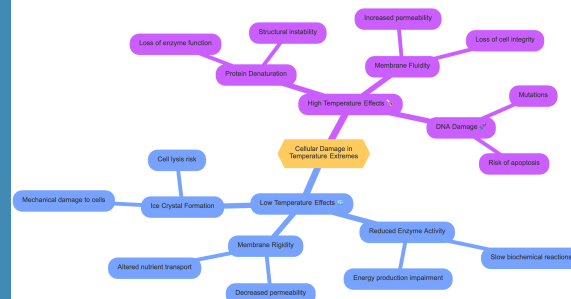 Increased permeability
Structural instability
Loss of enzyme function
Loss of cell integrity
Membrane Fluidity
Protein Denaturation
Mutations
High Temperature Effects
DNA Damage
Cellular Damage in
Temperature Extremes
Cell lysis risk
Risk of apoptosis
Mechanical damage to cells
Ice Crystal Formation
Low Temperature Effects
Reduced Enzyme Activity
Membrane Rigidity
Slow biochemical reactions
Altered nutrient transport
Energy production impairment
Decreased permeability